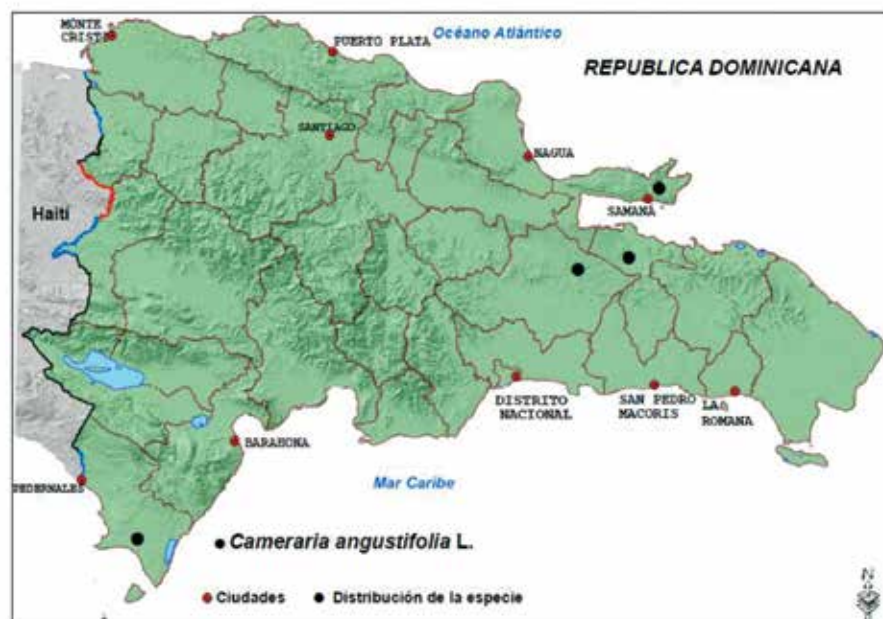 MONTE
CRISTI
PUERTO PLATA
Océano Atlántico
REPUBLICA DOMINICANA
SANTIAGO
NAGUA
Haití
SAMANÁ
DISTRITO
NACIONAL
SAN PEDRO
MACORIS
LA
ROMANA
BARAHONA
PEDERNALES
Mar Caribe
Cameraria angustifolia L.
Ciudades
Distribución de la especie
N